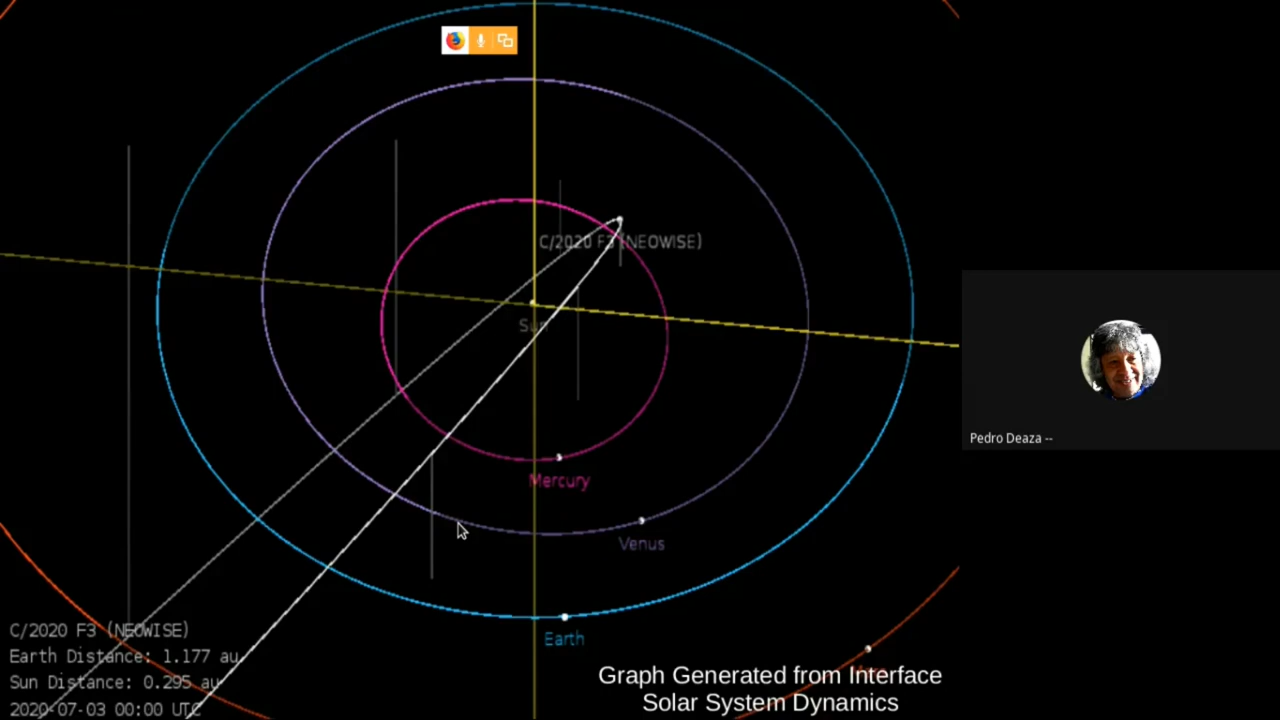 C/2020 F3 (NEOWISE)
Sun
Mercury
Venus
Earth
Pedro Deaza --
C/2020 F3 (NEOWISE)
Earth Distance: 1.177 au
Sun Distance: 0.295 au
2020-07-03 00:00 UTC
Graph Generated from Interface
Solar System Dynamics